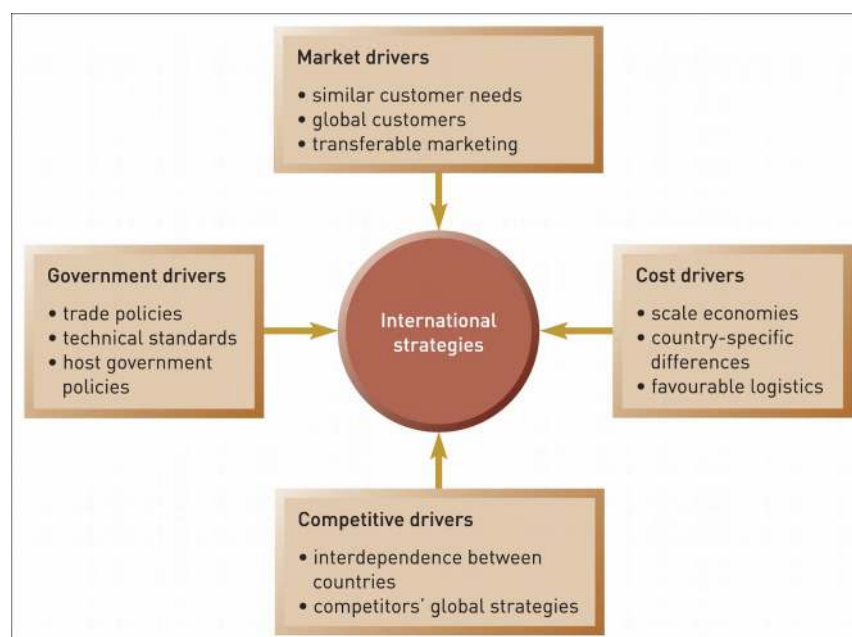 Market drivers
• similar customer needs
• global customers
• transferable marketing
Government drivers
• trade policies
• technical standards
• host government
policies
International
strategies
Cost drivers
• scale economies
• country-specific
differences
• favourable logistics
Competitive drivers
• interdependence between
countries
• competitors’ global strategies